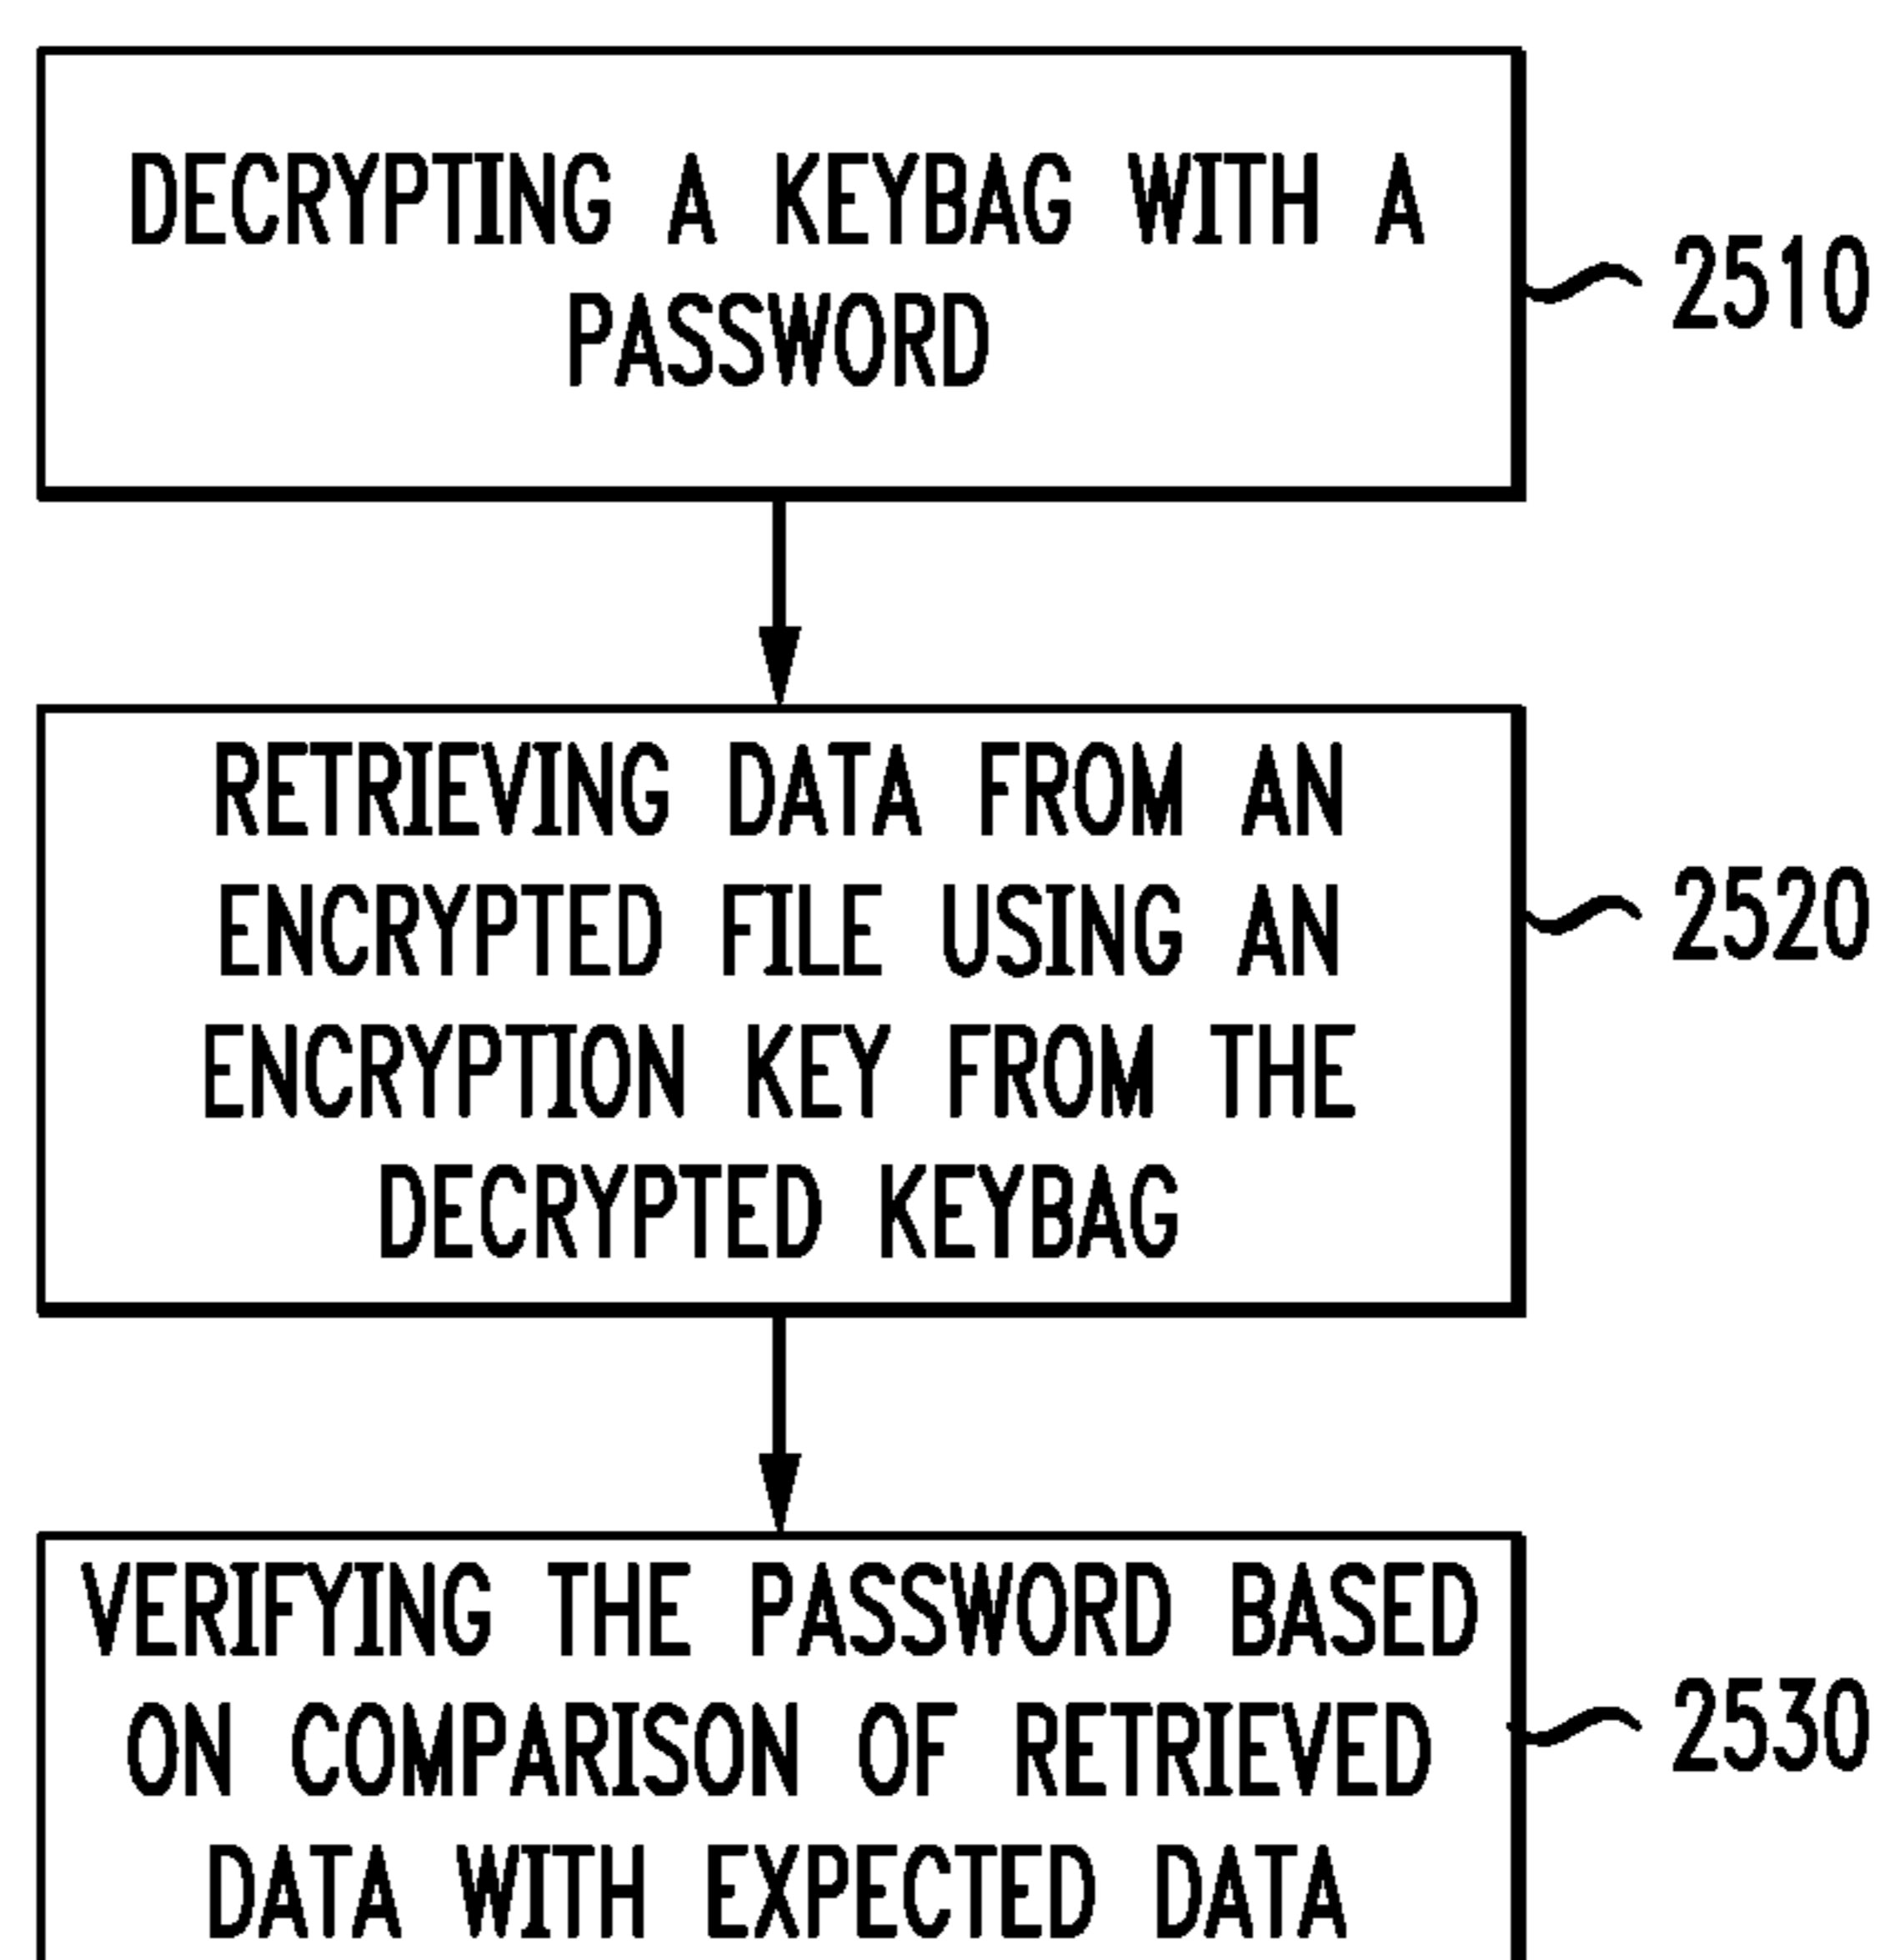 DECRYPTING A KEYBAG WITH A
PASSWORD
2510
RETRIEVING DATA FROM AN
ENCRYPTED FILE USING AN
ENCRYPTION KEY FROM THE
DECRYPTED KEYBAG
2520
VERIFYING THE PASSWORD BASED
ON COMPARISON OF RETRIEVED
DATA WITH EXPECTED DATA
2530